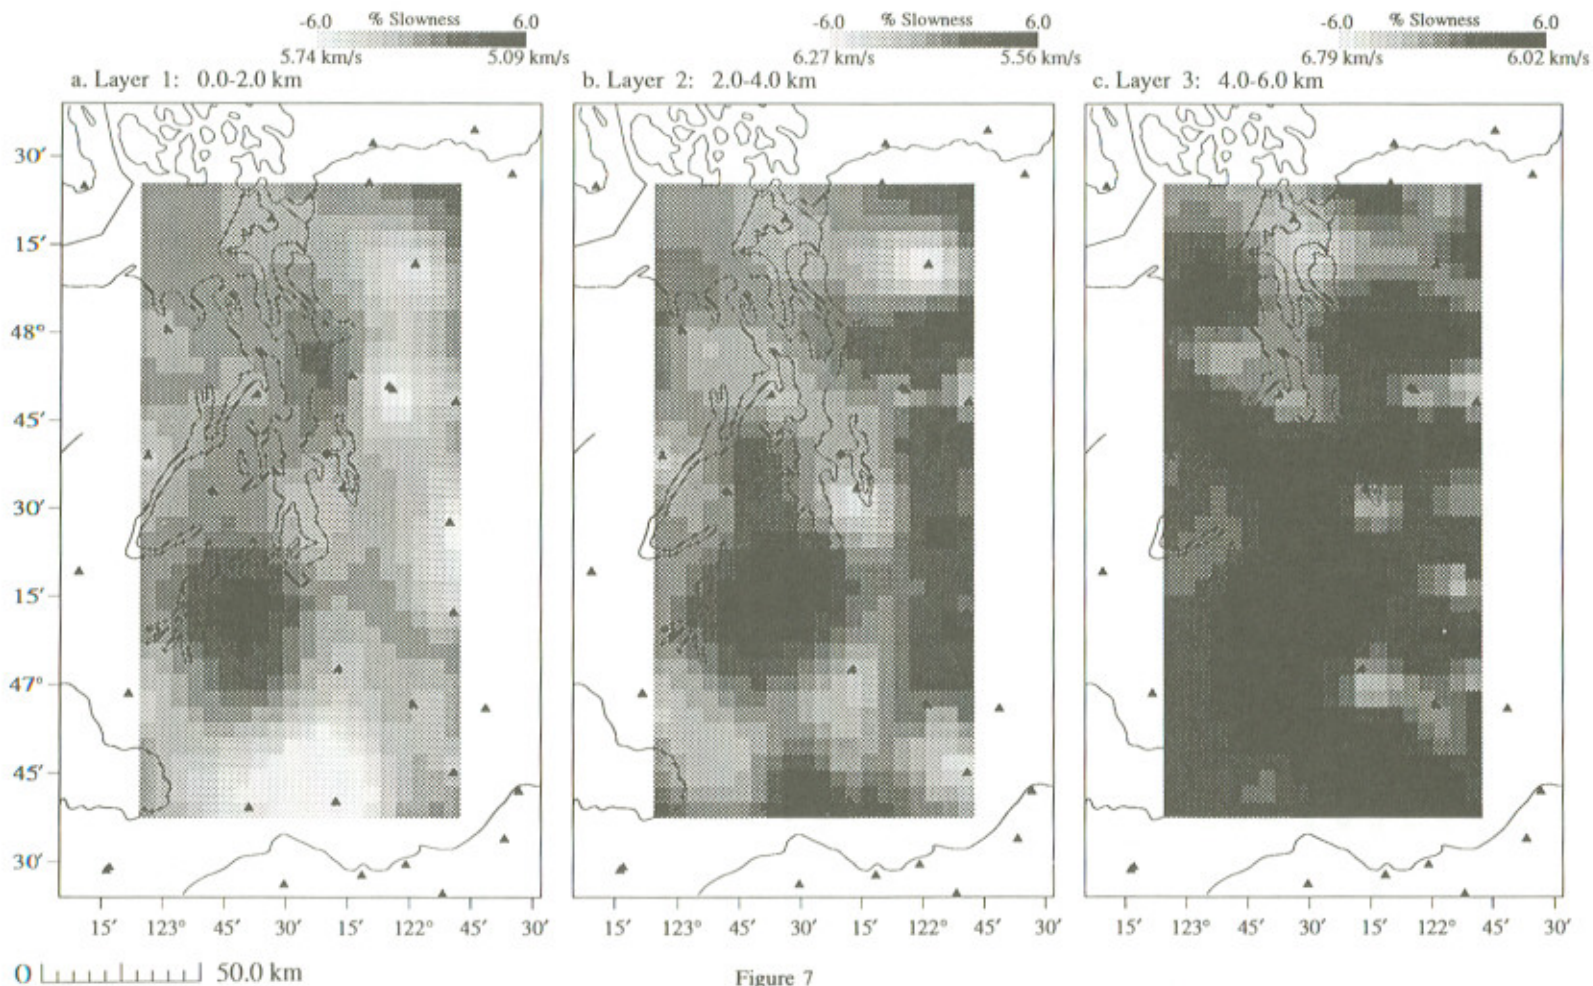 -6.0 % Slowness 6.0
5.74 km/s 5.09 km/s
a. Layer 1: 0.0-2.0 km
-6.0 % Slowness 6.0
6.27 km/s 5.56 km/s
b. Layer 2: 2.0-4.0 km
-6.0 % Slowness 6.0
6.79 km/s 6.02 km/s
c. Layer 3: 4.0-6.0 km
30′
15′
48°
45′
30′
15′
47°
45′
30′
15′ 123° 45′ 30′ 15′ 122° 45′ 30′
15′ 123° 45′ 30′ 15′ 122° 45′ 30′
15′ 123° 45′ 30′ 15′ 122° 45′ 30′
0 50.0 km
Figure 7